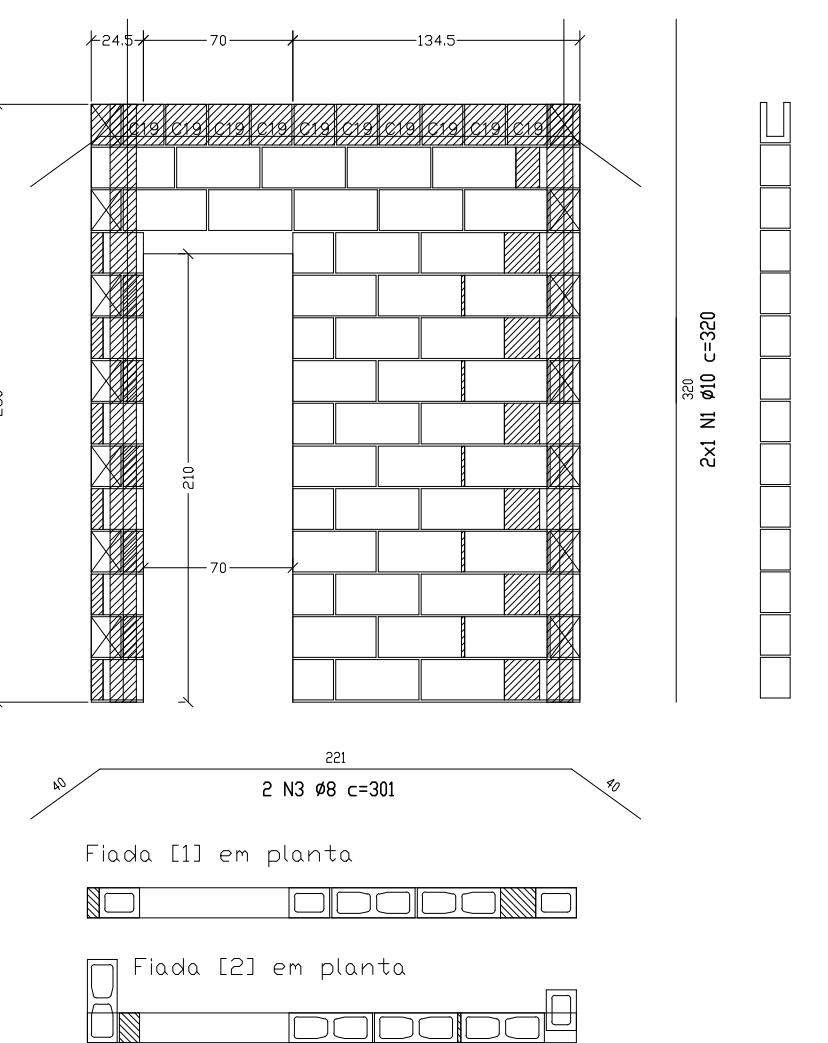 24.5 70 134.5
C19 C19 C19 C19 C19 C19 C19 C19 C19 C19
210
70
320
2x1 N1 ø10 c=320
221
40
40
2 N3 ø8 c=301
Fiada [1] em planta
Fiada [2] em planta